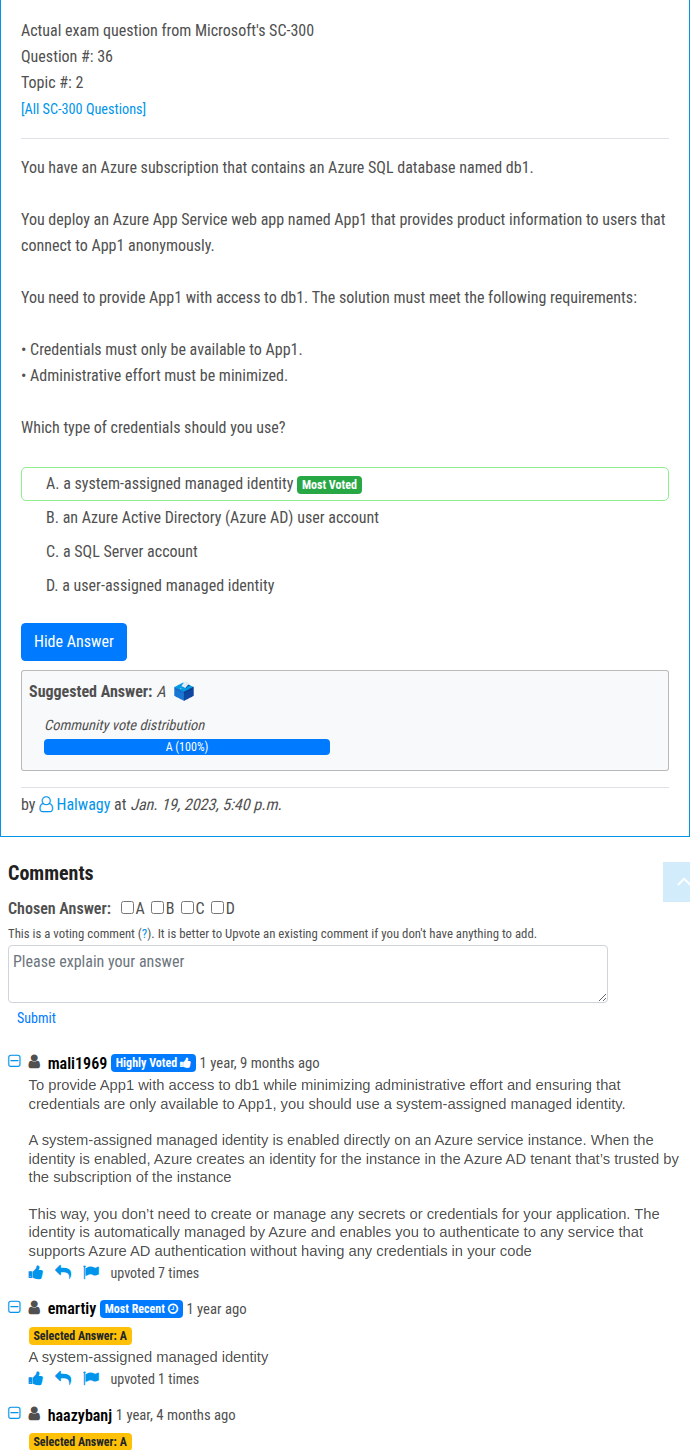 Actual exam question from Microsoft's SC-300
Question #: 36
Topic #: 2
[All SC-300 Questions]
You have an Azure subscription that contains an Azure SQL database named db1.
You deploy an Azure App Service web app named App1 that provides product information to users that
connect to App1 anonymously.
You need to provide App1 with access to db1. The solution must meet the following requirements:
• Credentials must only be available to App1.
• Administrative effort must be minimized.
Which type of credentials should you use?
A. a system-assigned managed identity Most Voted
B. an Azure Active Directory (Azure AD) user account
C. a SQL Server account
D. a user-assigned managed identity
Hide Answer
Suggested Answer: A
Community vote distribution
A (100%)
by Halwagy at Jan. 19, 2023, 5:40 p.m.
Comments
Chosen Answer: A B C D
This is a voting comment (?). It is better to Upvote an existing comment if you don't have anything to add.
Please explain your answer
Submit
mali1969 Highly Voted 1 year, 9 months ago
To provide App1 with access to db1 while minimizing administrative effort and ensuring that
credentials are only available to App1, you should use a system-assigned managed identity.
A system-assigned managed identity is enabled directly on an Azure service instance. When the
identity is enabled, Azure creates an identity for the instance in the Azure AD tenant that's trusted by
the subscription of the instance
This way, you don't need to create or manage any secrets or credentials for your application. The
identity is automatically managed by Azure and enables you to authenticate to any service that
supports Azure AD authentication without having any credentials in your code
upvoted 7 times
emartiy Most Recent 1 year ago
Selected Answer: A
A system-assigned managed identity
upvoted 1 times
haazybanj 1 year, 4 months ago
Selected Answer: A